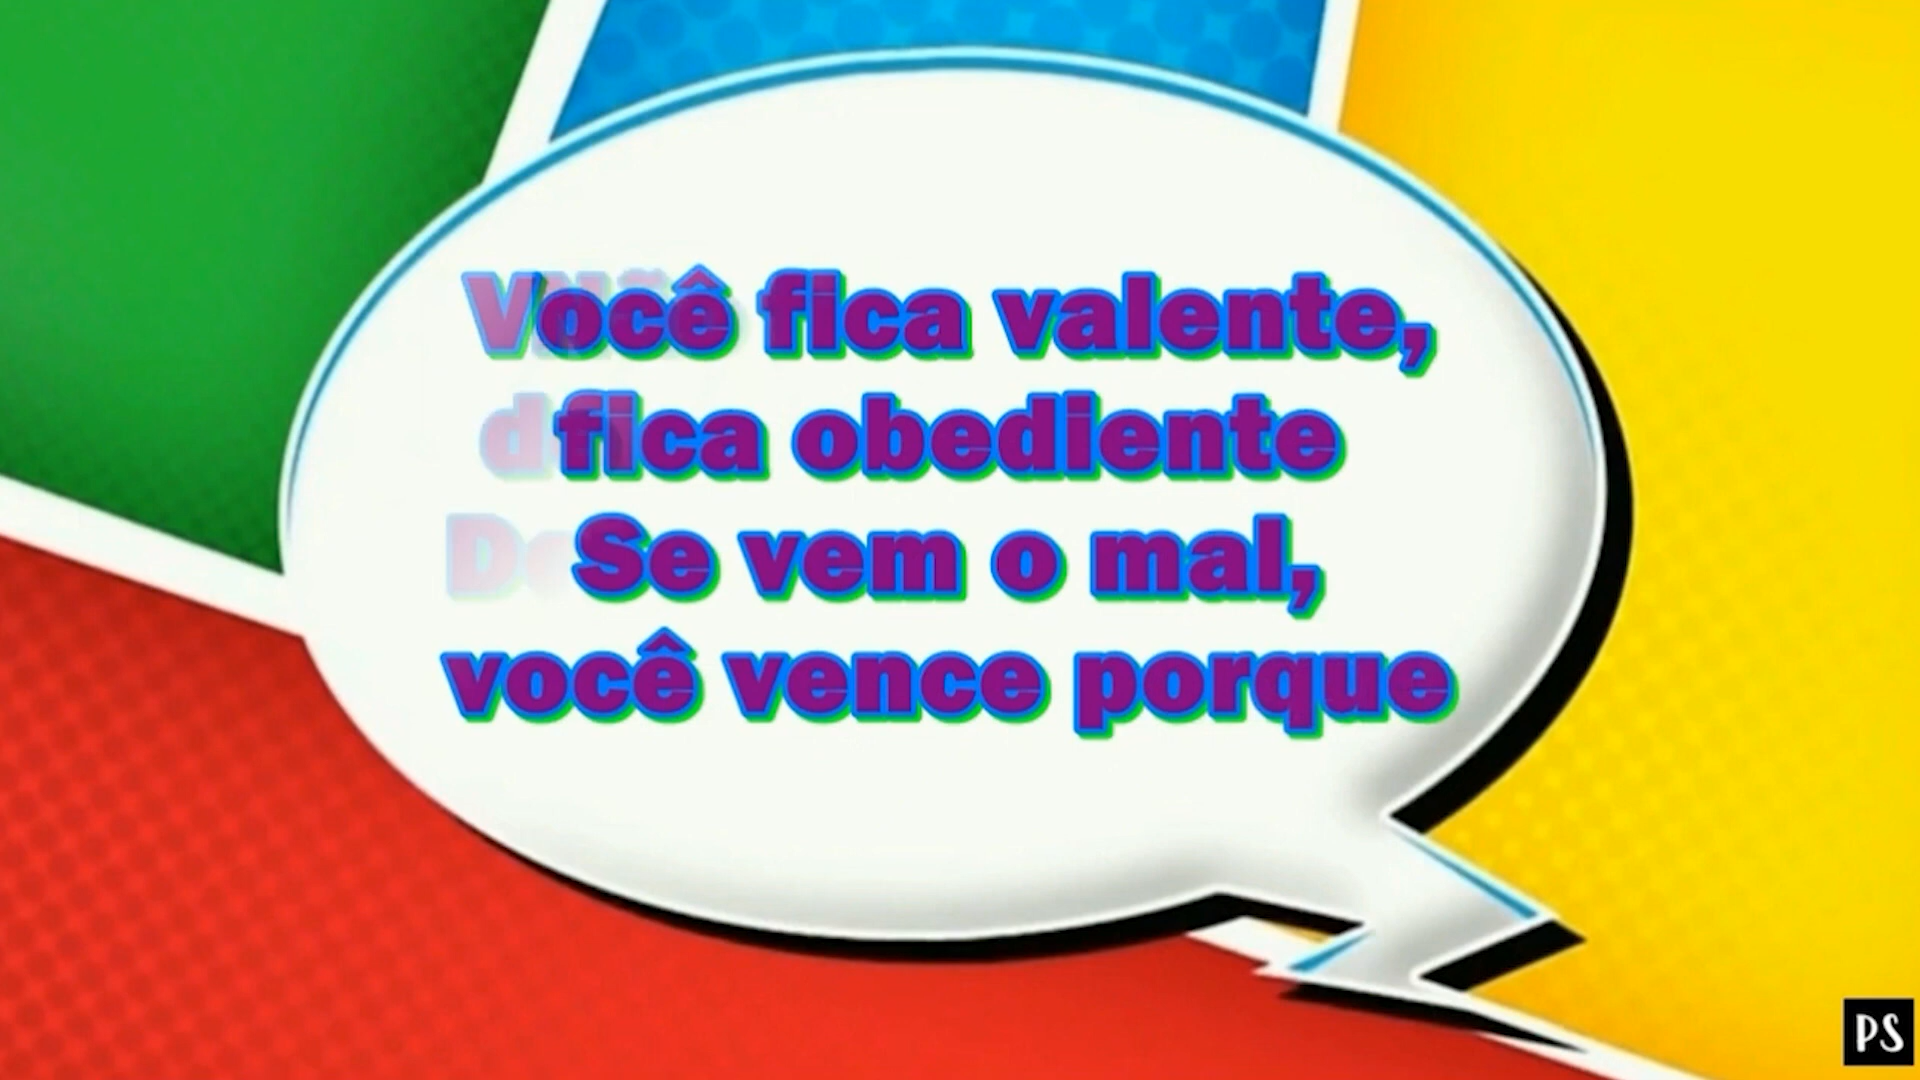 Você fica valente,
fica obediente
Se vem o mal,
você vence porque
PS